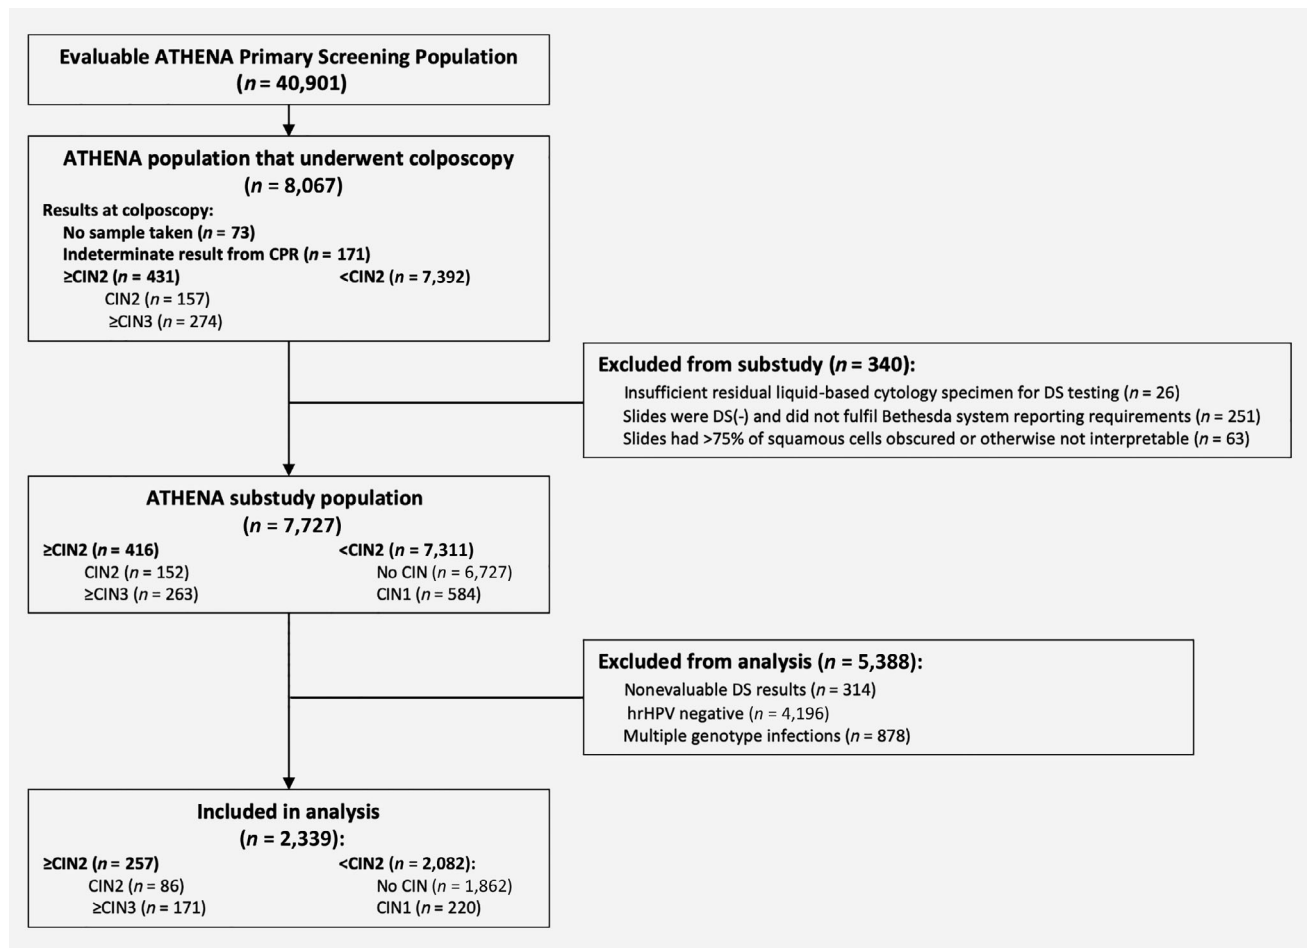 Evaluable ATHENA Primary Screening Population
(n = 40,901)
ATHENA population that underwent colposcopy
(n = 8,067)
Results at colposcopy:
No sample taken (n = 73)
Indeterminate result from CPR (n = 171)
≥CIN2 (n = 431) <CIN2 (n = 7,392)
CIN2 (n = 157)
≥CIN3 (n = 274)
Excluded from substudy (n = 340):
Insufficient residual liquid-based cytology specimen for DS testing (n = 26)
Slides were DS(-) and did not fulfil Bethesda system reporting requirements (n = 251)
Slides had >75% of squamous cells obscured or otherwise not interpretable (n = 63)
ATHENA substudy population
(n = 7,727)
≥CIN2 (n = 416) <CIN2 (n = 7,311)
CIN2 (n = 152) No CIN (n = 6,727)
≥CIN3 (n = 263) CIN1 (n = 584)
Excluded from analysis (n = 5,388):
Nonevaluable DS results (n = 314)
hrHPV negative (n = 4,196)
Multiple genotype infections (n = 878)
Included in analysis
(n = 2,339):
≥CIN2 (n = 257) <CIN2 (n = 2,082):
CIN2 (n = 86) No CIN (n = 1,862)
≥CIN3 (n = 171) CIN1 (n = 220)